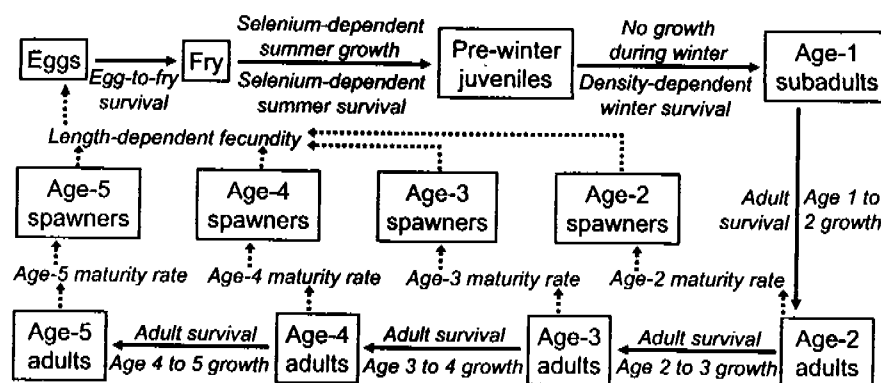 Eggs
Egg-to-fry
survival
Fry
Selenium-dependent
summer growth
Selenium-dependent
summer survival
Pre-winter
juveniles
No growth
during winter
Density-dependent
winter survival
Age-1
subadults
Length-dependent fecundity
Age-5
spawners
Age-4
spawners
Age-3
spawners
Age-2
spawners
Adult
survival
Age 1 to
2 growth
Age-5 maturity rate
Age-4 maturity rate
Age-3 maturity rate
Age-2 maturity rate
Age-5
adults
Adult survival
Age 4 to 5 growth
Age-4
adults
Adult survival
Age 3 to 4 growth
Age-3
adults
Adult survival
Age 2 to 3 growth
Age-2
adults